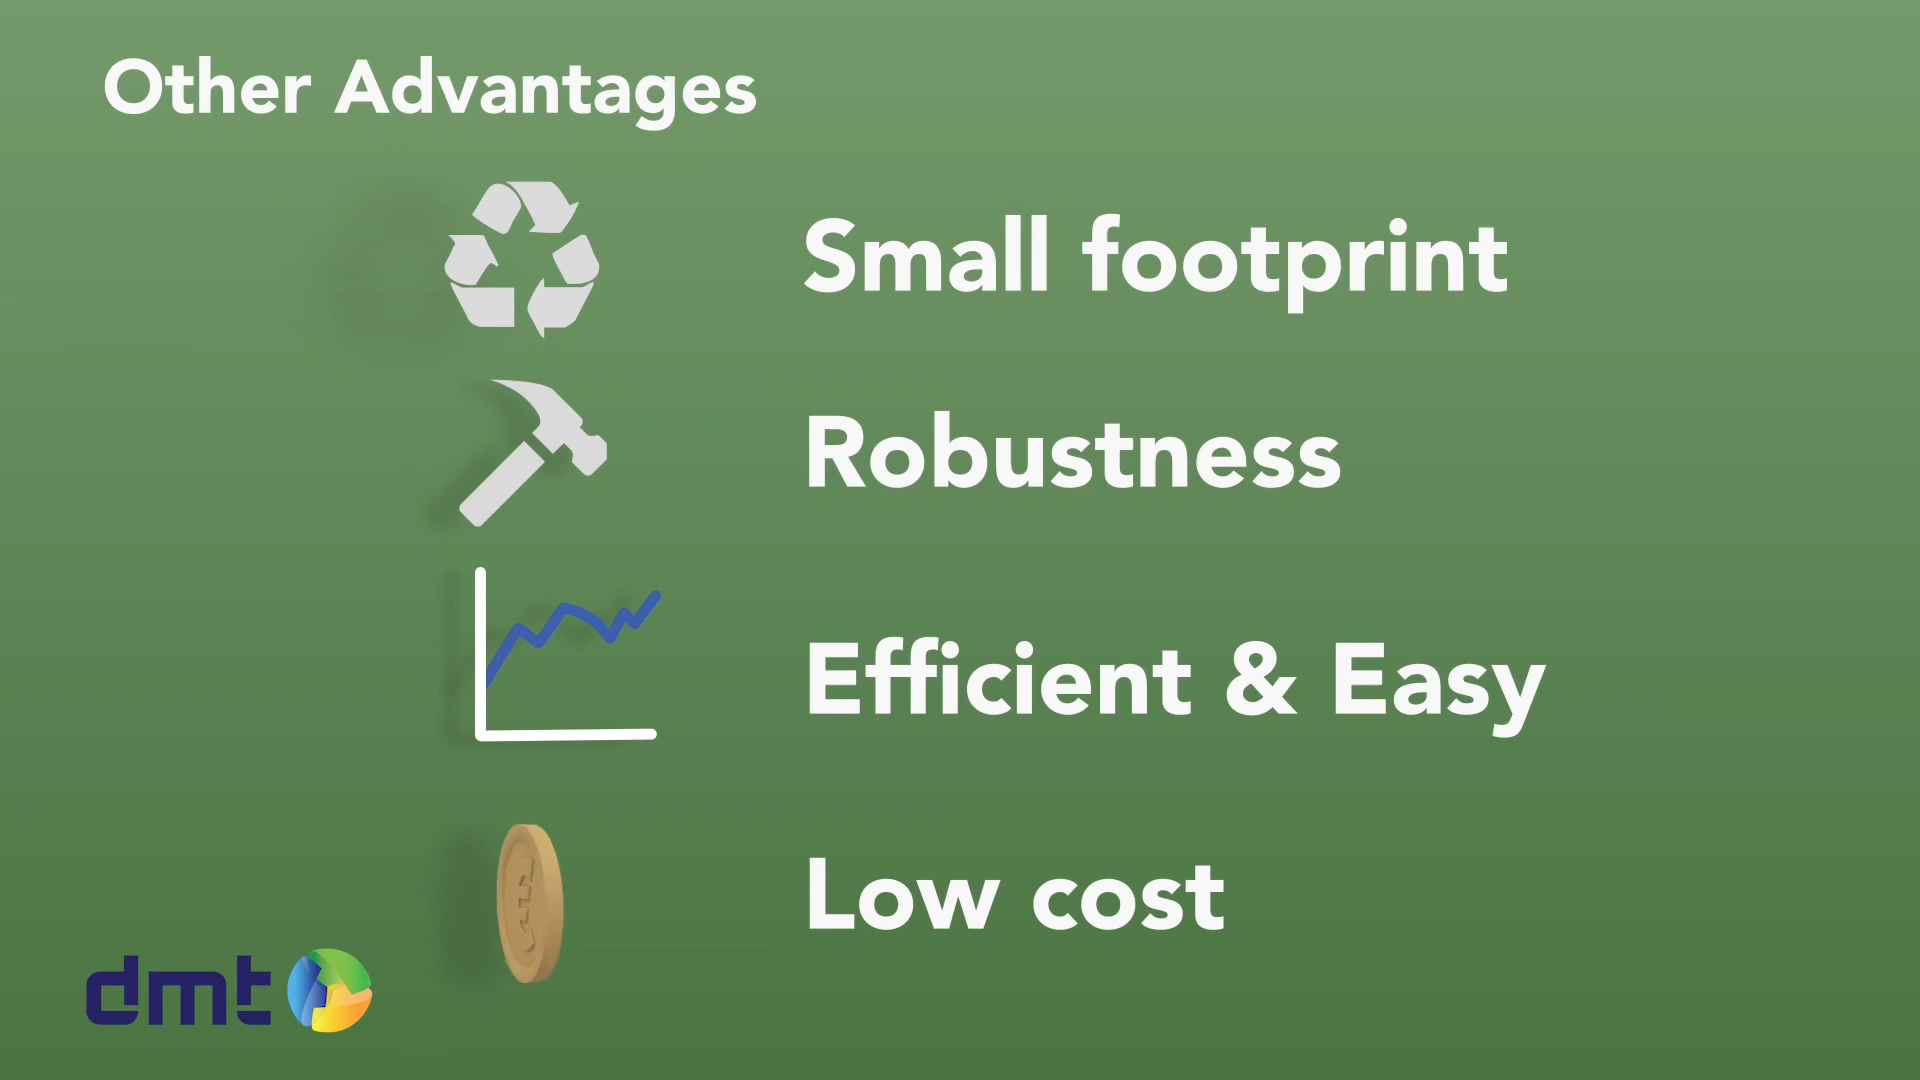 Other Advantages
Small footprint
Robustness
Efficient & Easy
Low cost
dmt